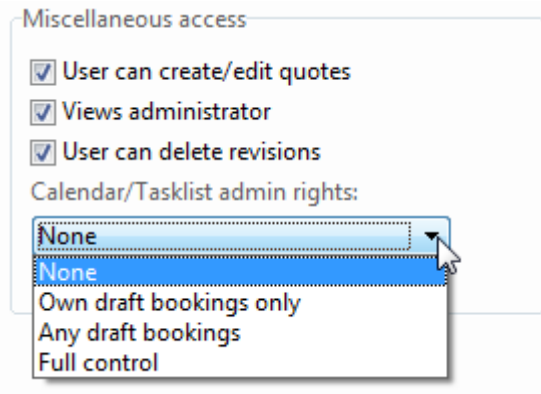 Miscellaneous access
User can create/edit quotes
Views administrator
User can delete revisions
Calendar/Tasklist admin rights:
None
None
Own draft bookings only
Any draft bookings
Full control